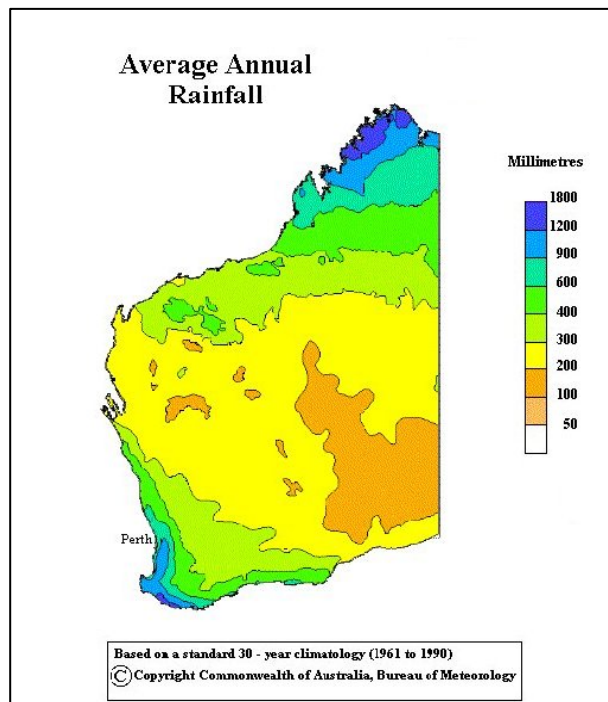 Average Annual
Rainfall
Millimetres
1800
1200
900
600
400
300
200
100
50
Perth
Based on a standard 30 - year climatology (1961 to 1990)
© Copyright Commonwealth of Australia, Bureau of Meteorology